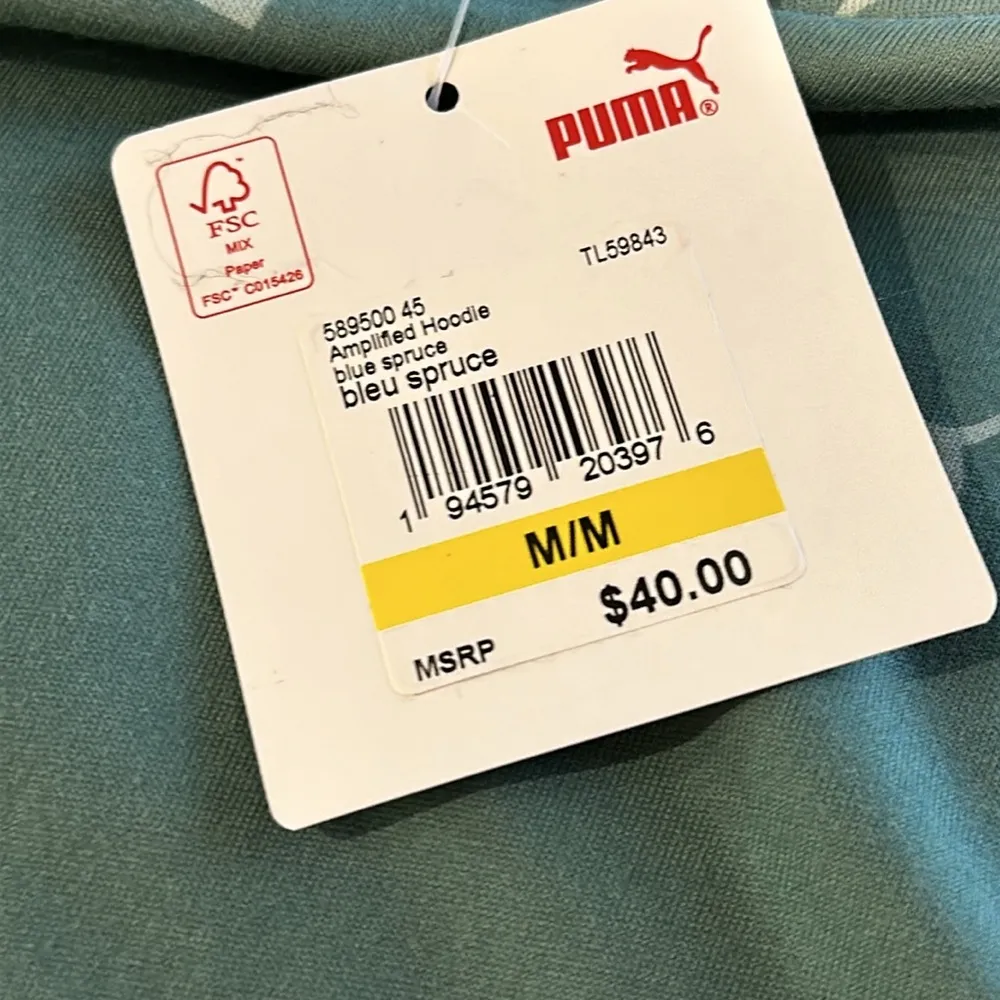 PUMA®
FSC™
MIX
Paper
FSC® C015426
TL59843
589500 45
Amplified Hoodie
blue spruce
bleu spruce
1 94579 20397 6
M/M
$40.00
MSRP